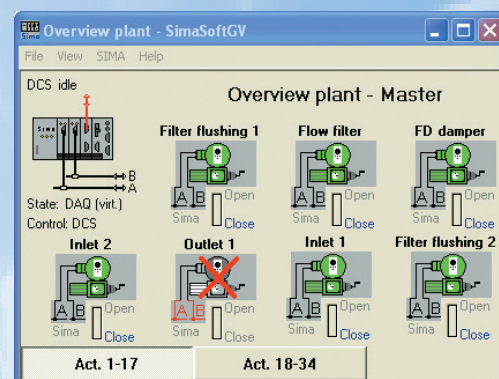 Overview plant - SimaSoftGV
File View SIMA Help
DCS idle
Overview plant - Master
Sima
State: DAQ (virt.)
Control: DCS
B
A
Filter flushing 1
A B Open
Sima Close
Flow filter
A B Open
Sima Close
FD damper
A B Open
Sima Close
Inlet 2
A B Open
Sima Close
Outlet 1
A B Open
Sima Close
Inlet 1
A B Open
Sima Close
Filter flushing 2
A B Open
Sima Close
Act. 1-17
Act. 18-34